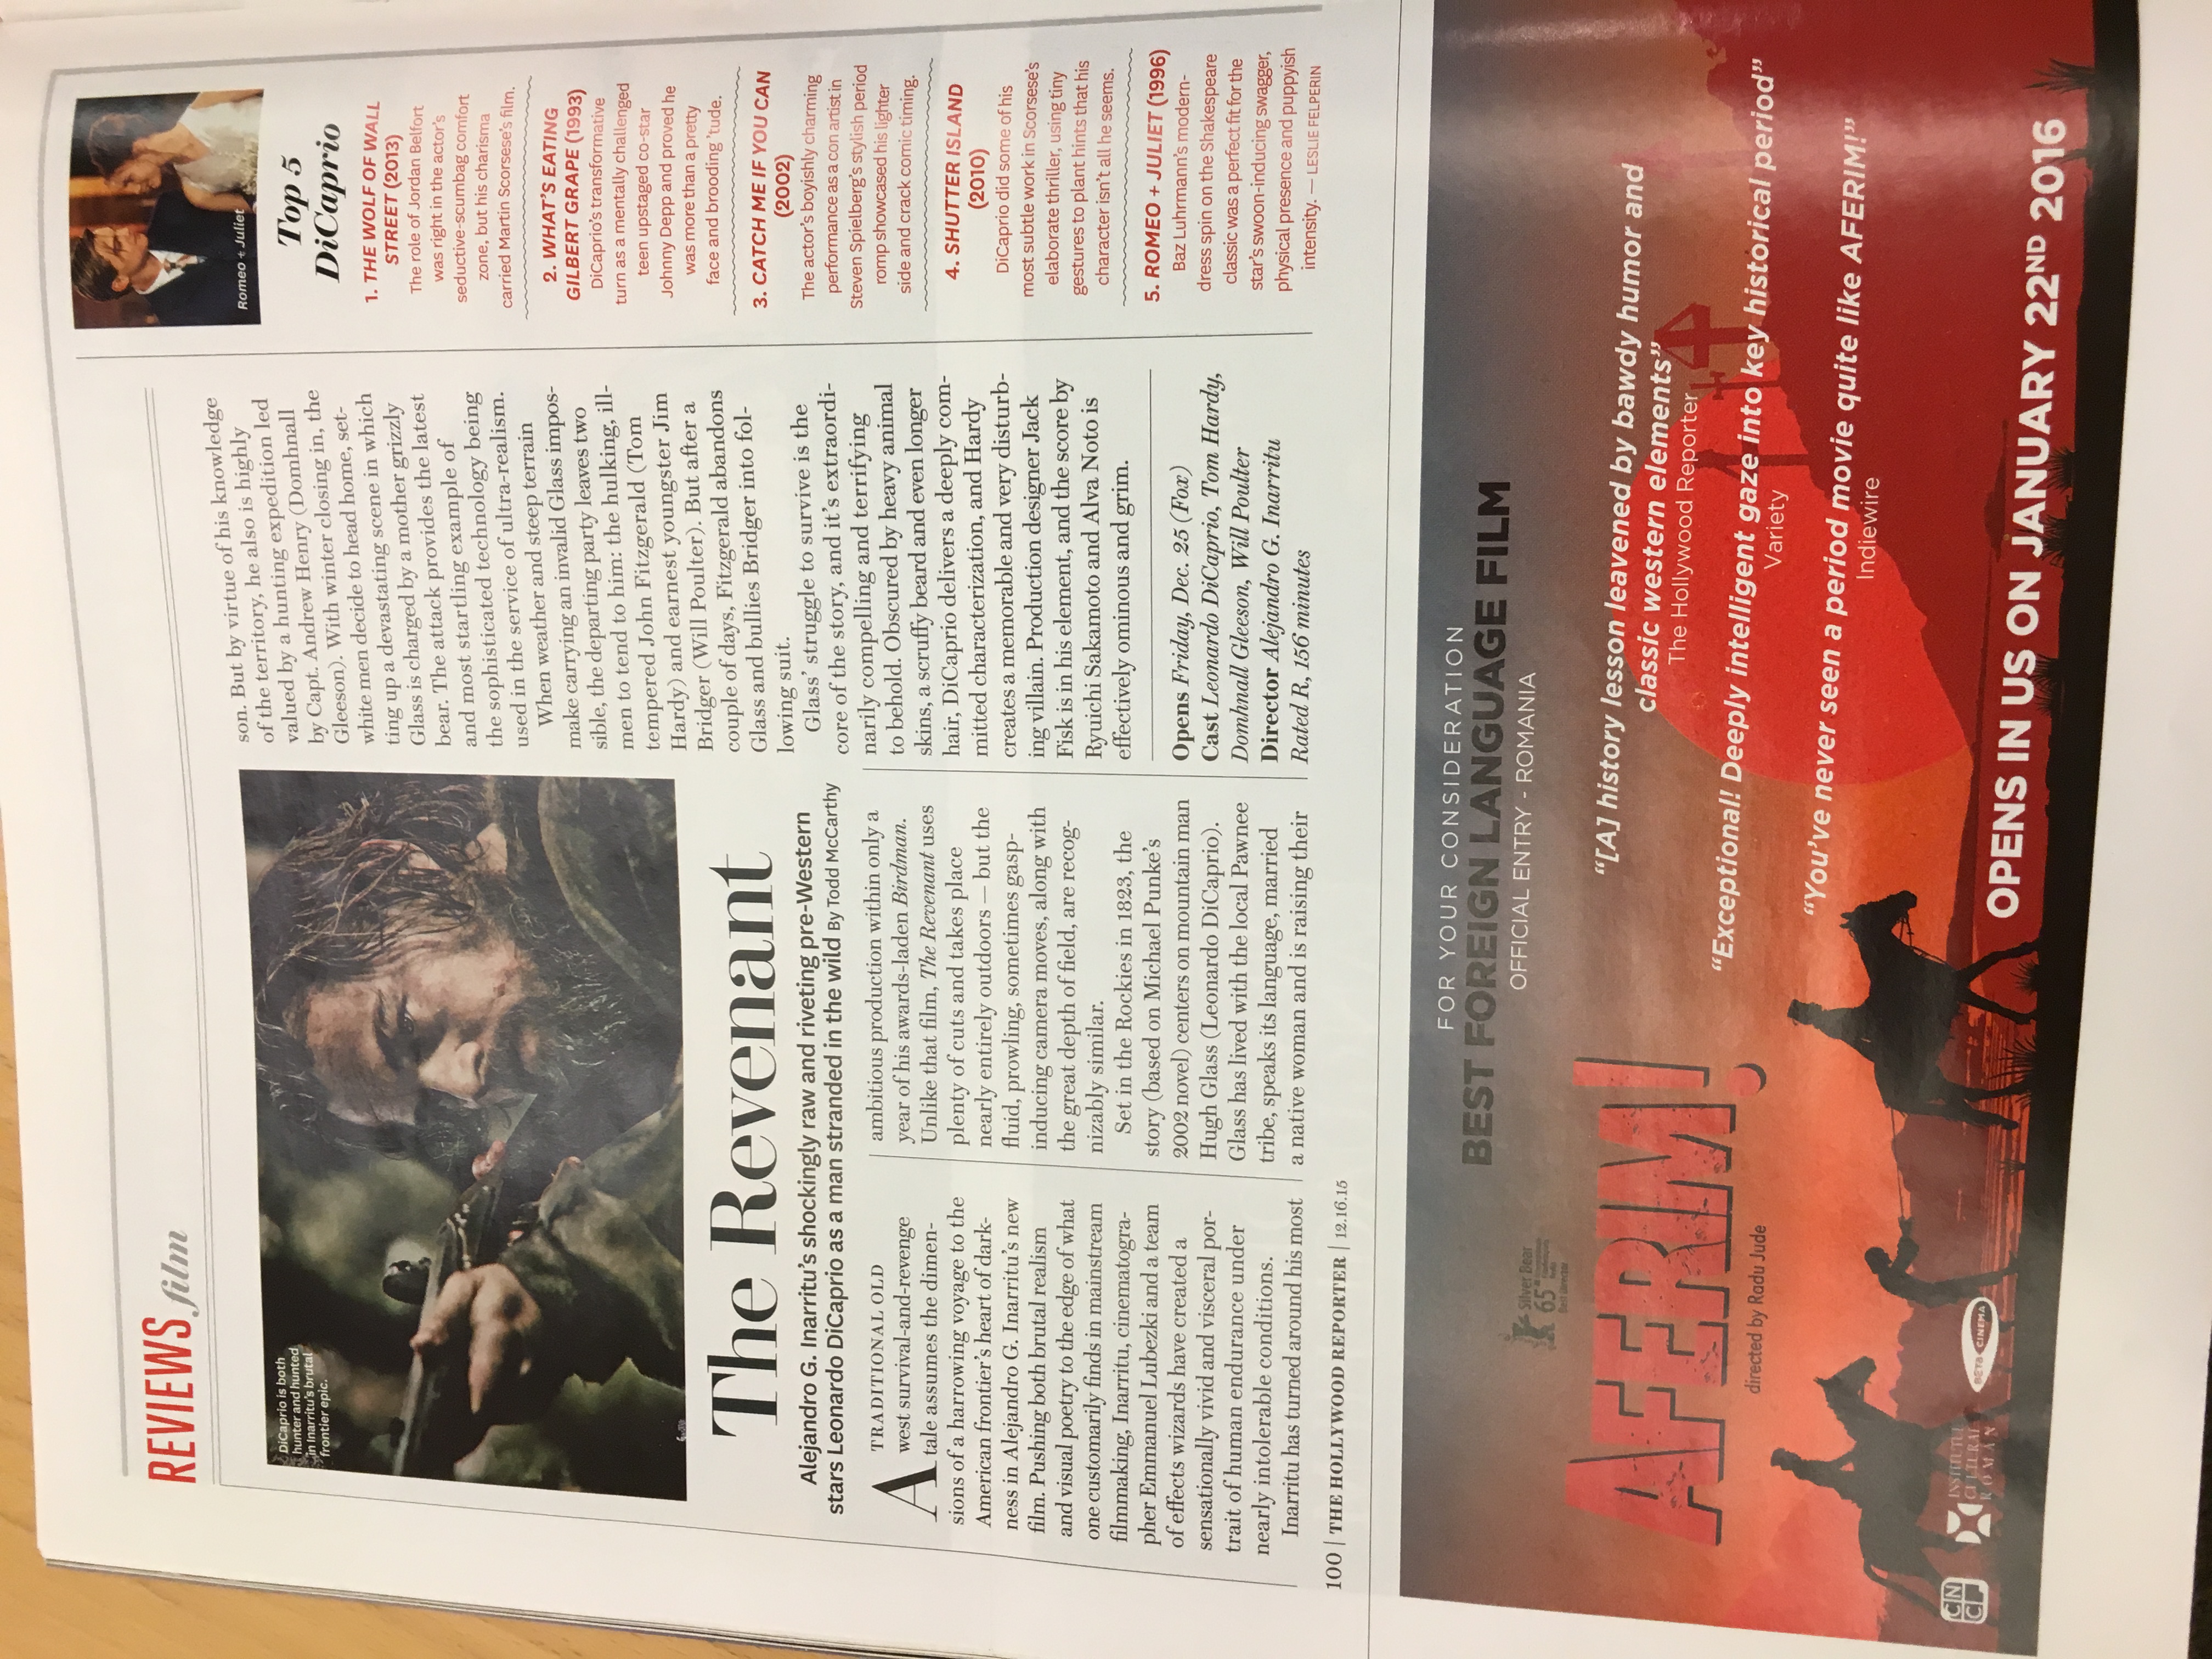 REVIEWS film
DiCaprio is both
hunter and hunted
in Inarritu's brutal
frontier epic.
The Revenant
Alejandro G. Inarritu's shockingly raw and riveting pre-Western
stars Leonardo DiCaprio as a man stranded in the wild By Todd McCarthy
A TRADITIONAL OLD
west survival-and-revenge
tale assumes the dimen-
sions of a harrowing voyage to the
American frontier's heart of dark-
ness in Alejandro G. Inarritu's new
film. Pushing both brutal realism
and visual poetry to the edge of what
one customarily finds in mainstream
filmmaking, Inarritu, cinematogra-
pher Emmanuel Lubezki and a team
of effects wizards have created a
sensationally vivid and visceral por-
trait of human endurance under
nearly intolerable conditions.
Inarritu has turned around his most
ambitious production within only a
year of his awards-laden Birdman.
Unlike that film, The Revenant uses
plenty of cuts and takes place
nearly entirely outdoors — but the
fluid, prowling, sometimes gasp-
inducing camera moves, along with
the great depth of field, are recog-
nizably similar.
Set in the Rockies in 1823, the
story (based on Michael Punke's
2002 novel) centers on mountain man
Hugh Glass (Leonardo DiCaprio).
Glass has lived with the local Pawnee
tribe, speaks its language, married
a native woman and is raising their
son. But by virtue of his knowledge
of the territory, he also is highly
valued by a hunting expedition led
by Capt. Andrew Henry (Domhnall
Gleeson). With winter closing in, the
white men decide to head home, set-
ting up a devastating scene in which
Glass is charged by a mother grizzly
bear. The attack provides the latest
and most startling example of
the sophisticated technology being
used in the service of ultra-realism.
When weather and steep terrain
make carrying an invalid Glass impos-
sible, the departing party leaves two
men to tend to him: the hulking, ill-
tempered John Fitzgerald (Tom
Hardy) and earnest youngster Jim
Bridger (Will Poulter). But after a
couple of days, Fitzgerald abandons
Glass and bullies Bridger into fol-
lowing suit.
Glass' struggle to survive is the
core of the story, and it's extraordi-
narily compelling and terrifying
to behold. Obscured by heavy animal
skins, a scruffy beard and even longer
hair, DiCaprio delivers a deeply com-
mitted characterization, and Hardy
creates a memorable and very disturb-
ing villain. Production designer Jack
Fisk is in his element, and the score by
Ryuichi Sakamoto and Alva Noto is
effectively ominous and grim.
Opens Friday, Dec. 25 (Fox)
Cast Leonardo DiCaprio, Tom Hardy,
Domhnall Gleeson, Will Poulter
Director Alejandro G. Inarritu
Rated R, 156 minutes
Romeo + Juliet
Top 5
DiCaprio
1. THE WOLF OF WALL
STREET (2013)
The role of Jordan Belfort
was right in the actor's
seductive-scumbag comfort
zone, but his charisma
carried Martin Scorsese's film.
2. WHAT'S EATING
GILBERT GRAPE (1993)
DiCaprio's transformative
turn as a mentally challenged
teen upstaged co-star
Johnny Depp and proved he
was more than a pretty
face and brooding 'tude.
3. CATCH ME IF YOU CAN
(2002)
The actor's boyishly charming
performance as a con artist in
Steven Spielberg's stylish period
romp showcased his lighter
side and crack comic timing.
4. SHUTTER ISLAND
(2010)
DiCaprio did some of his
most subtle work in Scorsese's
elaborate thriller, using tiny
gestures to plant hints that his
character isn't all he seems.
5. ROMEO + JULIET (1996)
Baz Luhrmann's modern-
dress spin on the Shakespeare
classic was a perfect fit for the
star's swoon-inducing swagger,
physical presence and puppyish
intensity. — LESLIE FELPERIN
100 | THE HOLLYWOOD REPORTER | 12.16.15
FOR YOUR CONSIDERATION
BEST FOREIGN LANGUAGE FILM
OFFICIAL ENTRY - ROMANIA
Silver Bear
65
Best Director
AFERIM!
directed by Radu Jude
"[A] history lesson leavened by bawdy humor and
classic western elements"
The Hollywood Reporter
"Exceptional! Deeply intelligent gaze into key historical period"
Variety
"You've never seen a period movie quite like AFERIM!"
Indiewire
CNC
INSTITUTUL
CULTURAL
ROMÂN
BETA CINEMA
OPENS IN US ON JANUARY 22ND 2016